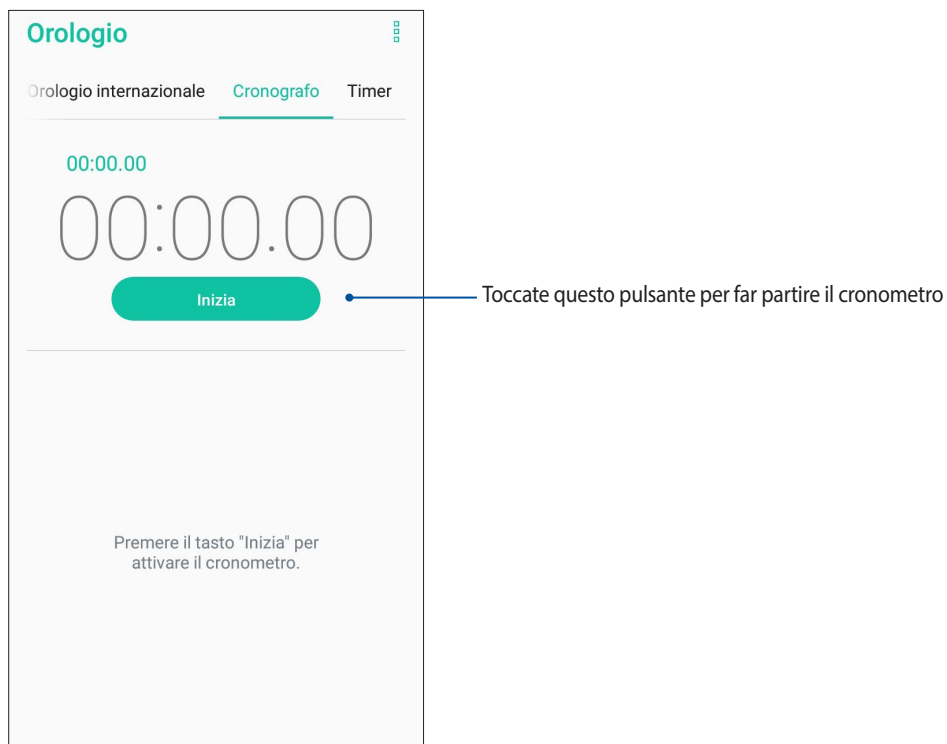 Orologio
Orologio internazionale Cronografo Timer
00:00.00
00:00.00
Inizia
Toccate questo pulsante per far partire il cronometro
Premere il tasto "Inizia" per
attivare il cronometro.